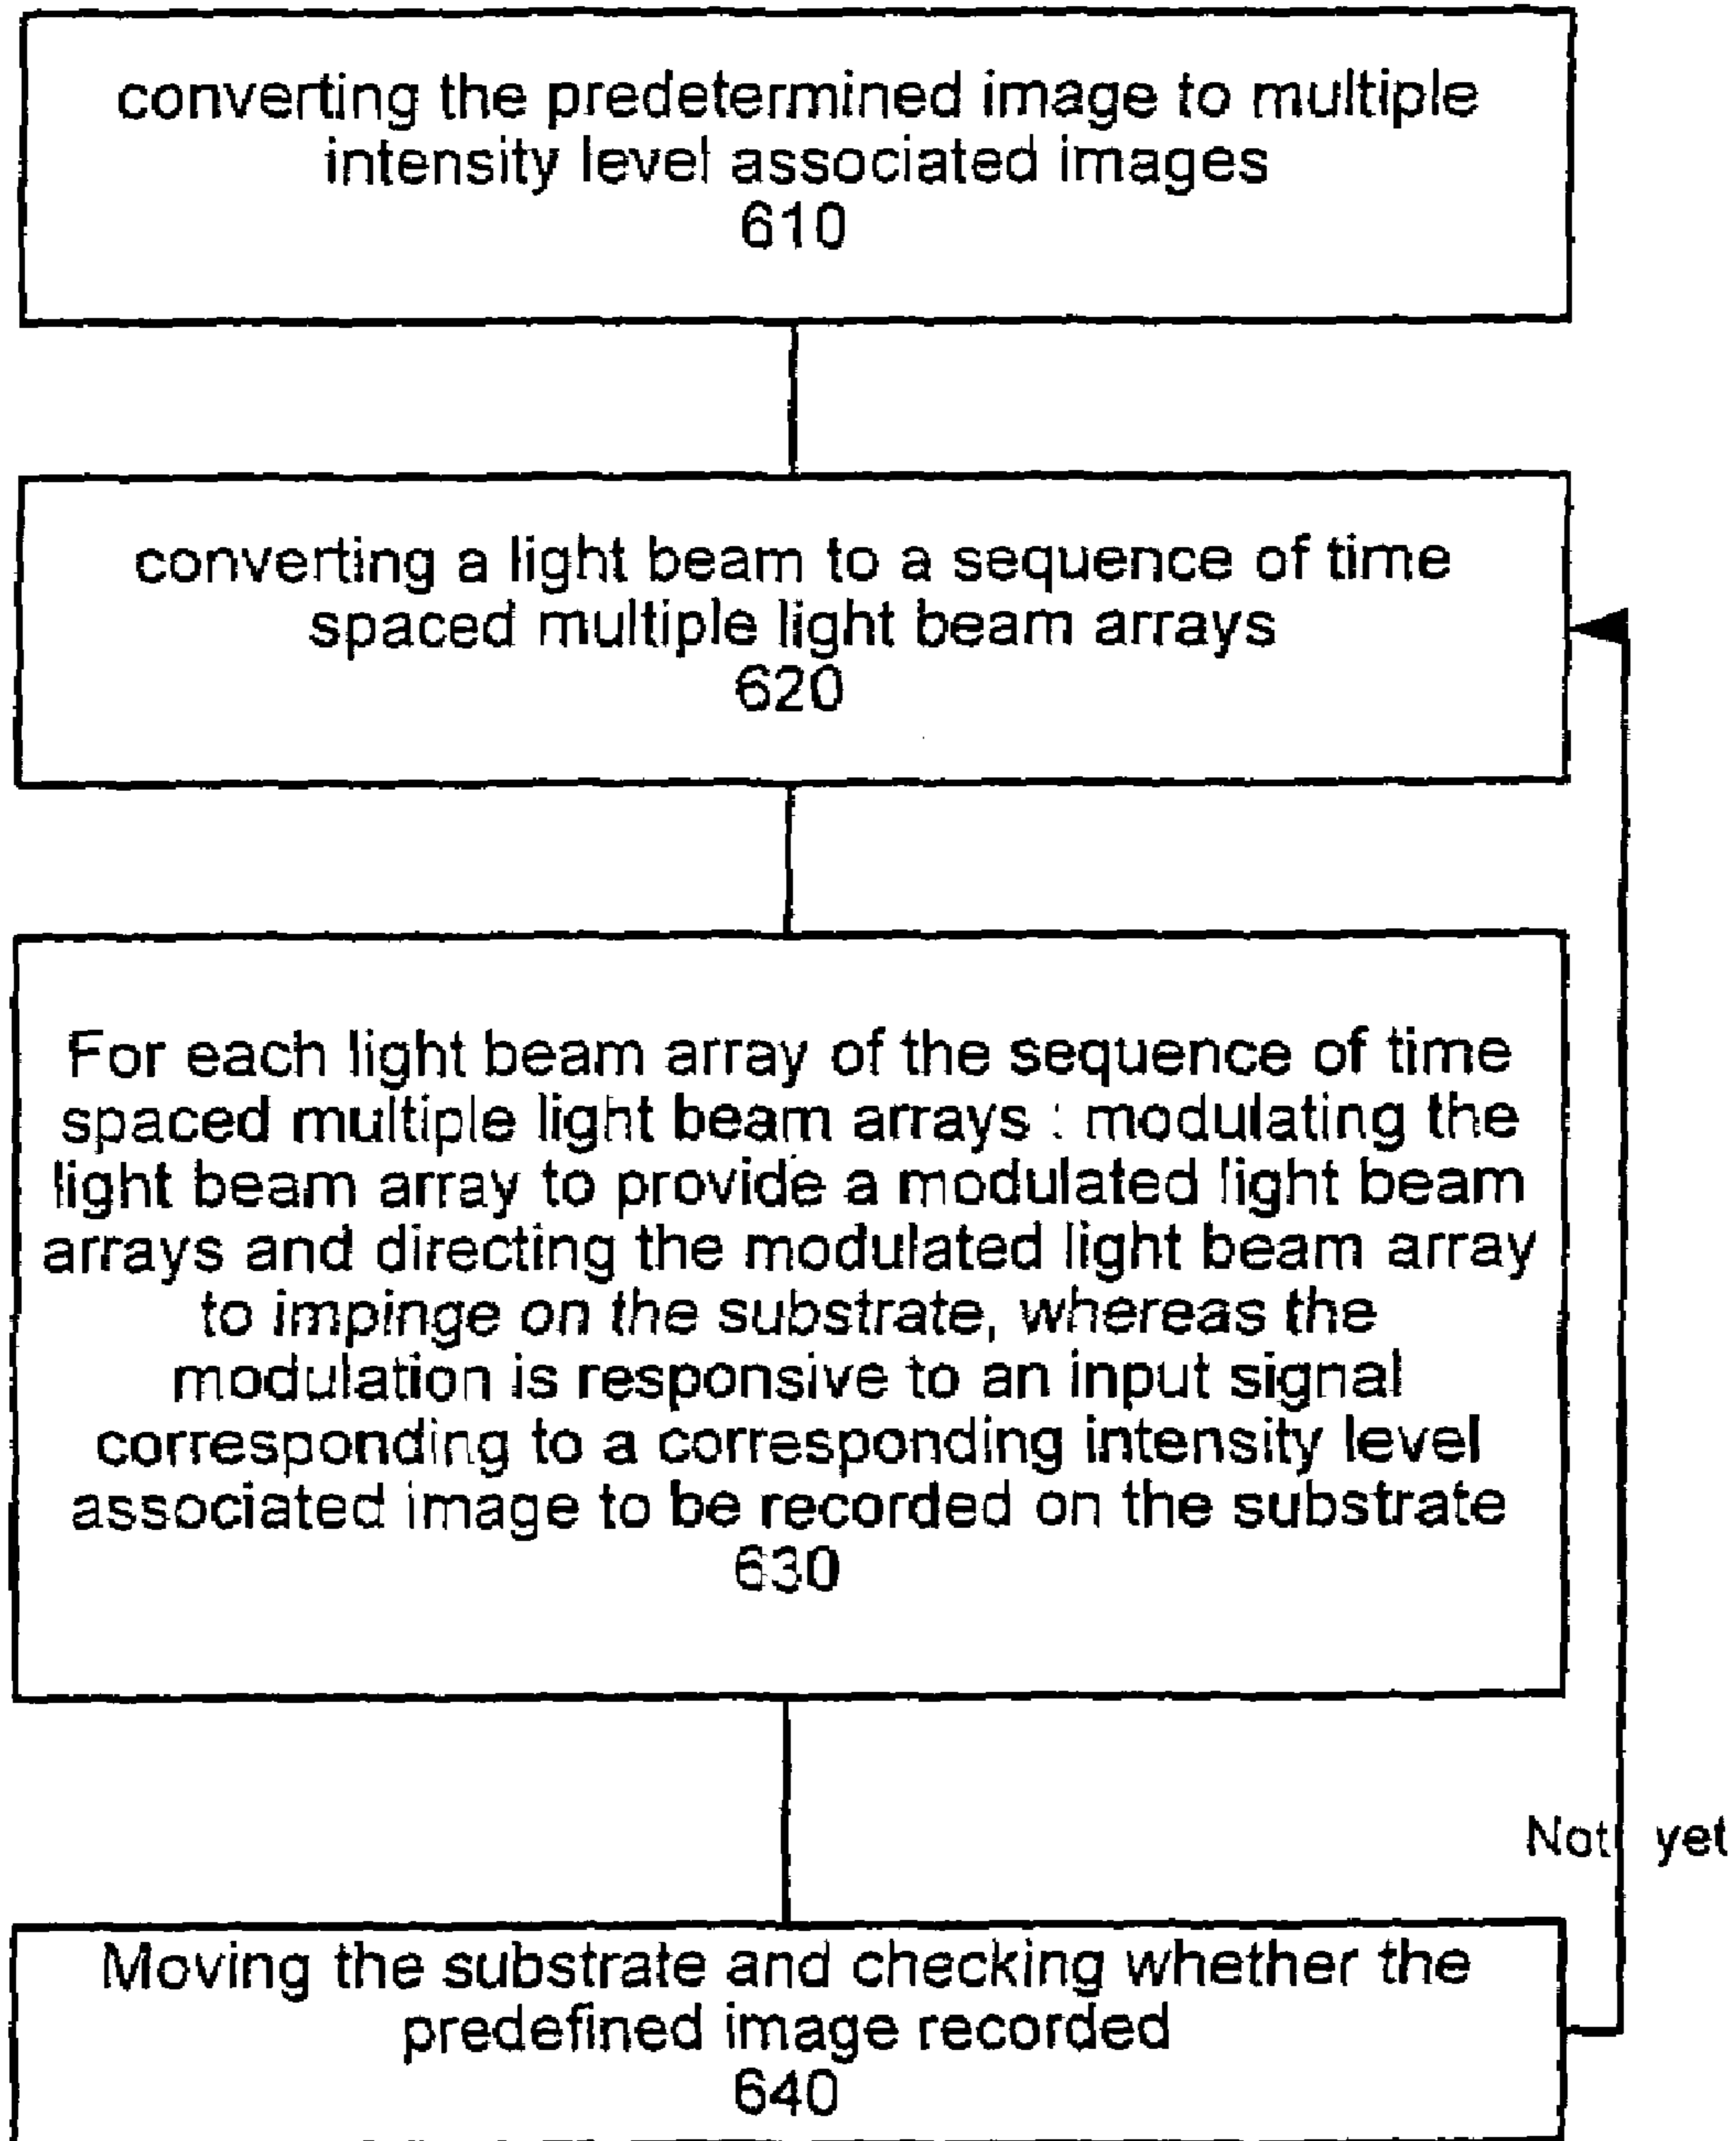 converting the predetermined image to multiple
intensity level associated images
610
converting a light beam to a sequence of time
spaced multiple light beam arrays
620
For each light beam array of the sequence of time
spaced multiple light beam arrays : modulating the
light beam array to provide a modulated light beam
arrays and directing the modulated light beam array
to impinge on the substrate, whereas the
modulation is responsive to an input signal
corresponding to a corresponding intensity level
associated image to be recorded on the substrate
630
Not yet
Moving the substrate and checking whether the
predefined image recorded
640